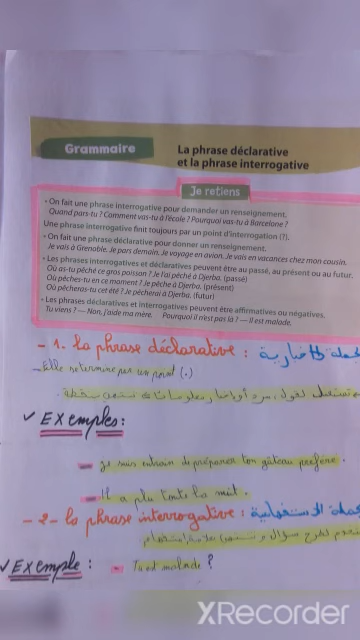 Grammaire
La phrase déclarative
et la phrase interrogative
Je retiens
• On fait une phrase interrogative pour demander un renseignement.
Quand pars-tu ? Comment vas-tu à l'école ? Pourquoi vas-tu à Barcelone ?
Une phrase interrogative finit toujours par un point d'interrogation (?).
• On fait une phrase déclarative pour donner un renseignement.
Je vais à Grenoble. Je pars demain. Je voyage en avion. Je vais en vacances chez mon cousin.
• Les phrases interrogatives et déclaratives peuvent être au passé, au présent ou au futur.
Où as-tu pêché ce gros poisson ? Je l'ai pêché à Djerba. (passé)
Où pêches-tu en ce moment ? Je pêche à Djerba. (présent)
Où pêcheras-tu cet été ? Je pêcherai à Djerba. (futur)
• Les phrases déclaratives et interrogatives peuvent être affirmatives ou négatives.
Tu viens ? — Non, j'aide ma mère. Pourquoi il n'est pas là ? — Il est malade.
- 1. La phrase déclarative :
- Elle se termine par un point (.)
✓ EXemples:
- Je suis entrain de préparer ton gâteau préféré.
- Il a plu toute la nuit.
- 2- la phrase interrogative :
✓ EXemple : - Tu est malade ?
XRecorder